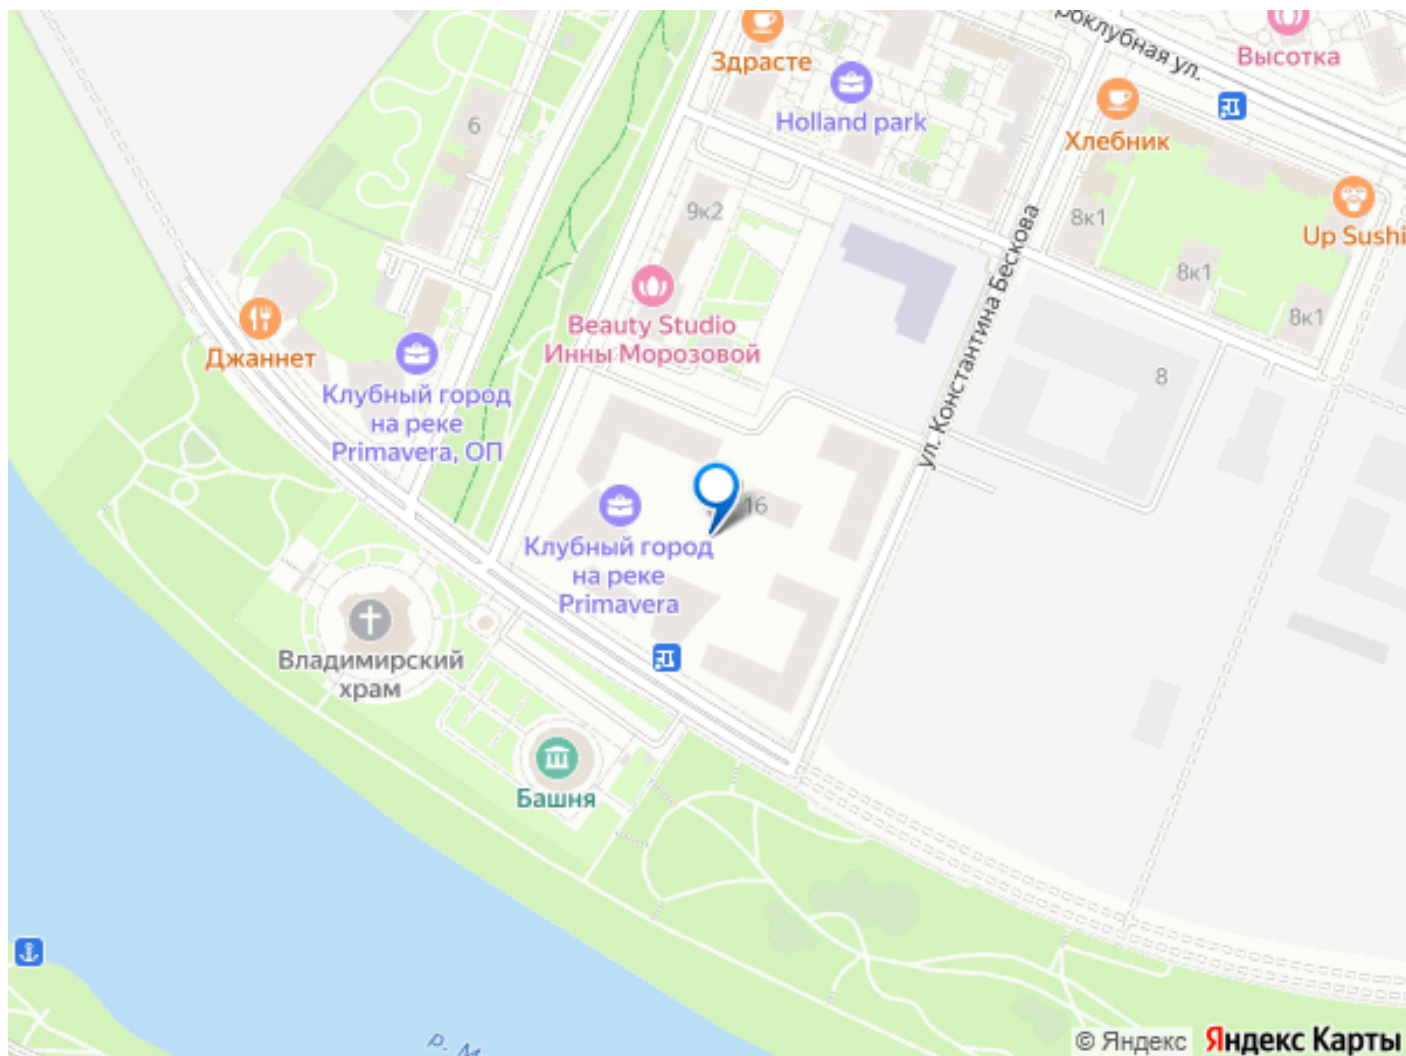 роклубная ул.
Высотка
Здрасте
Holland park
Хлебник
6
9к2
8к1
Up Sushi
8к1
8к1
ул. Константина Бескова
Beauty Studio
Инны Морозовой
Джаннет
Клубный город
на реке
Primavera, ОП
8
16
Клубный город
на реке
Primavera
Владимирский
храм
Башня
р. М
© Яндекс
Яндекс Карты